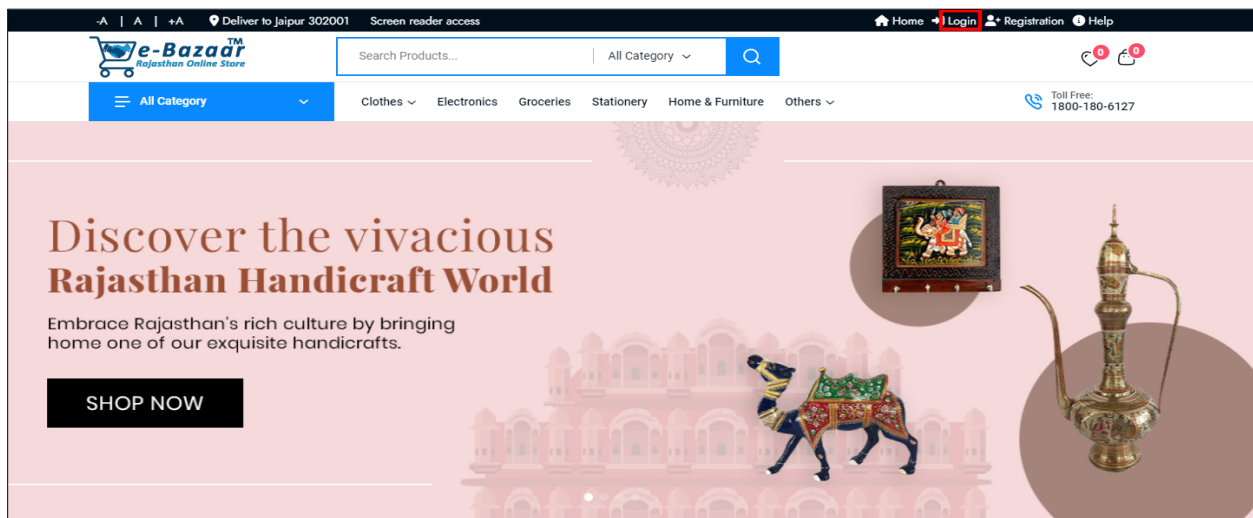 -A | A | +A Deliver to Jaipur 302001 Screen reader access Home Login Registration Help
e-Bazaar TM
Rajasthan Online Store
Search Products... All Category
0 0
All Category Clothes Electronics Groceries Stationery Home & Furniture Others
Toll Free:
1800-180-6127
Discover the vivacious
Rajasthan Handicraft World
Embrace Rajasthan's rich culture by bringing
home one of our exquisite handicrafts.
SHOP NOW